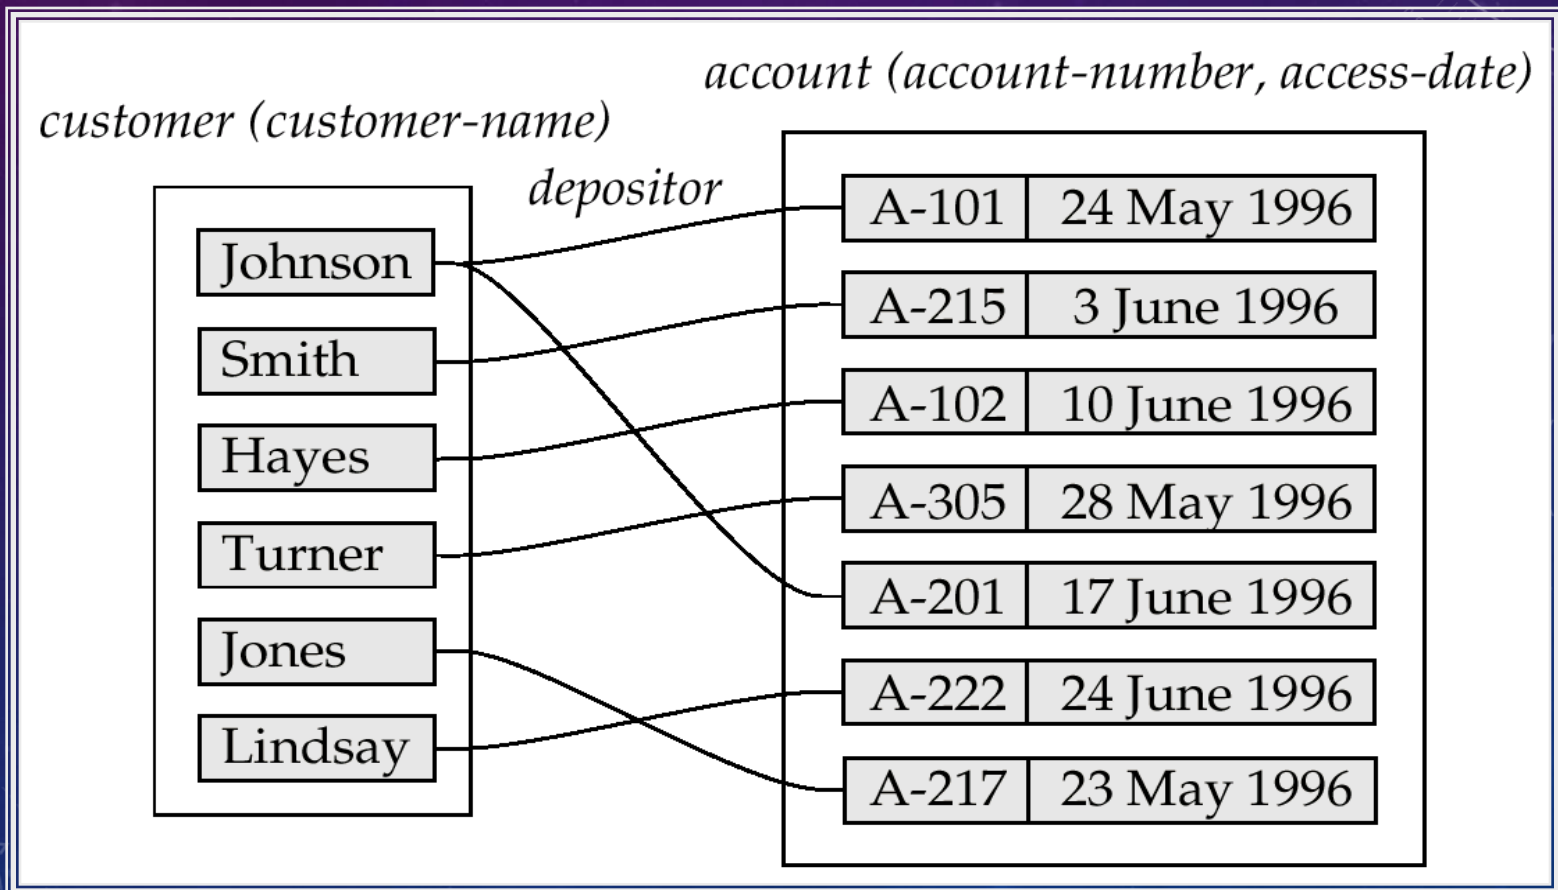 account (account-number, access-date)
customer (customer-name)
depositor
Johnson
Smith
Hayes
Turner
Jones
Lindsay
A-101 24 May 1996
A-215 3 June 1996
A-102 10 June 1996
A-305 28 May 1996
A-201 17 June 1996
A-222 24 June 1996
A-217 23 May 1996